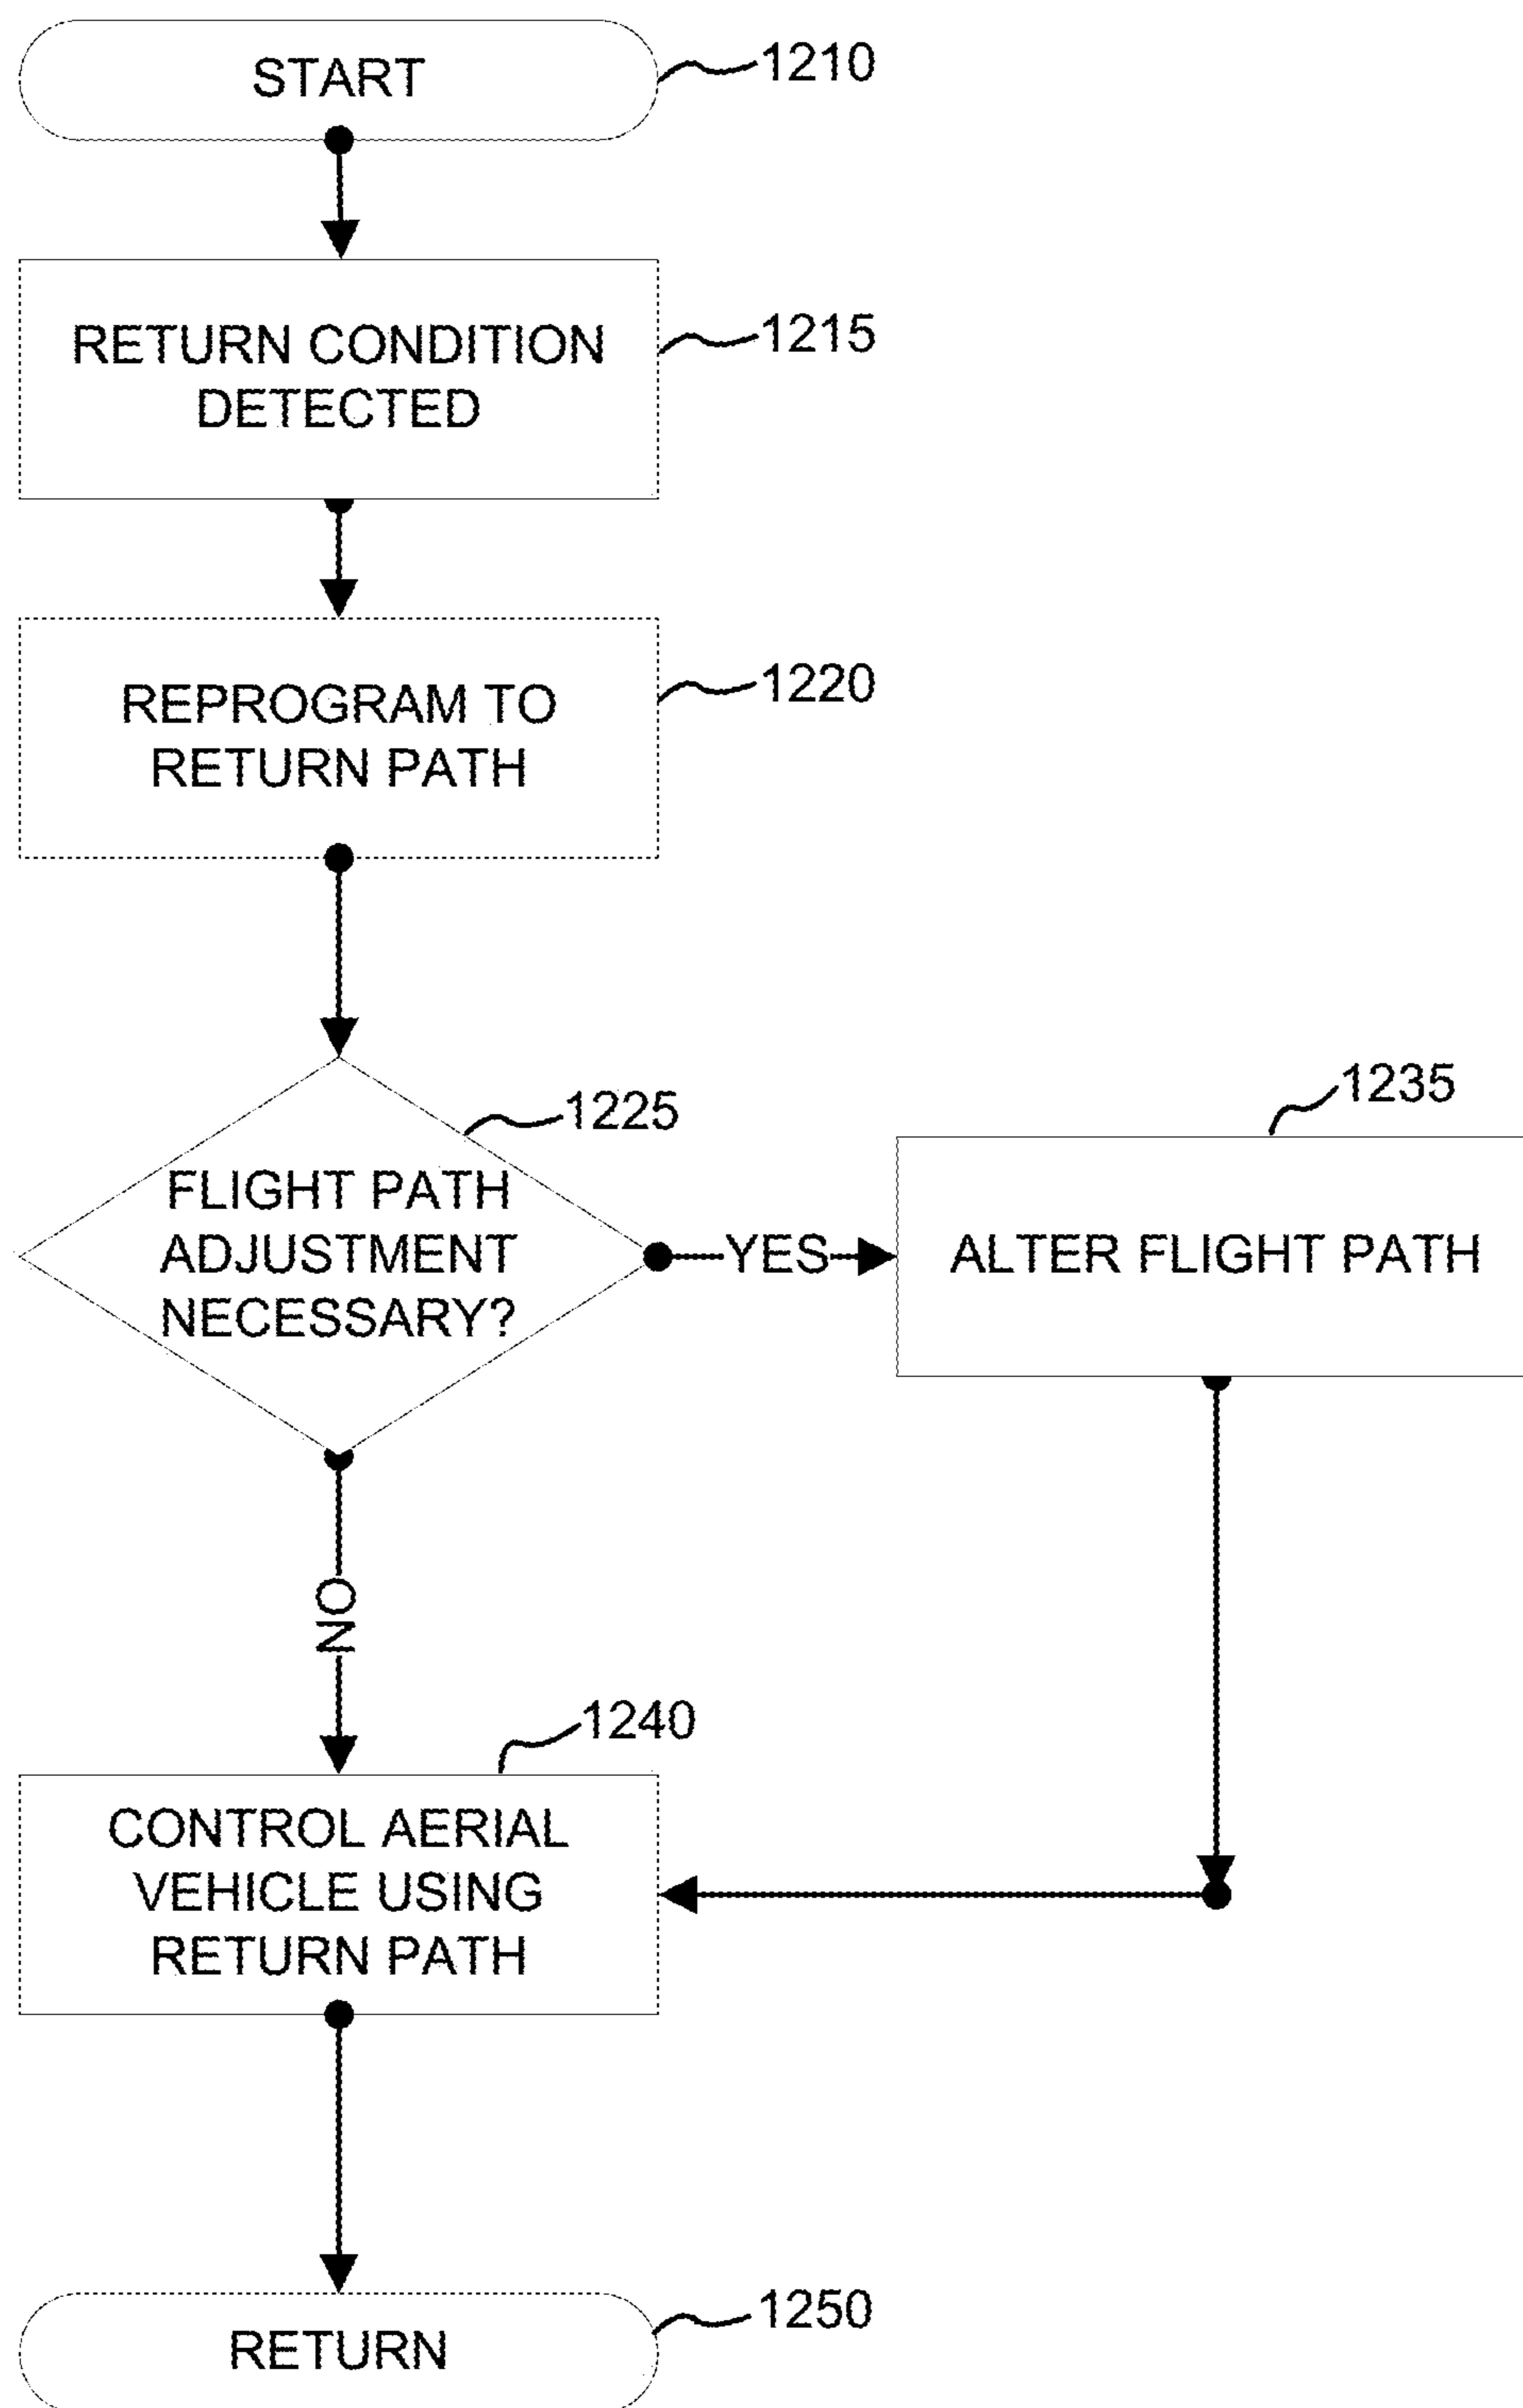 START
1210
RETURN CONDITION
DETECTED
1215
REPROGRAM TO
RETURN PATH
1220
1225
FLIGHT PATH
ADJUSTMENT
NECESSARY?
YES
1235
ALTER FLIGHT PATH
NO
1240
CONTROL AERIAL
VEHICLE USING
RETURN PATH
RETURN
1250